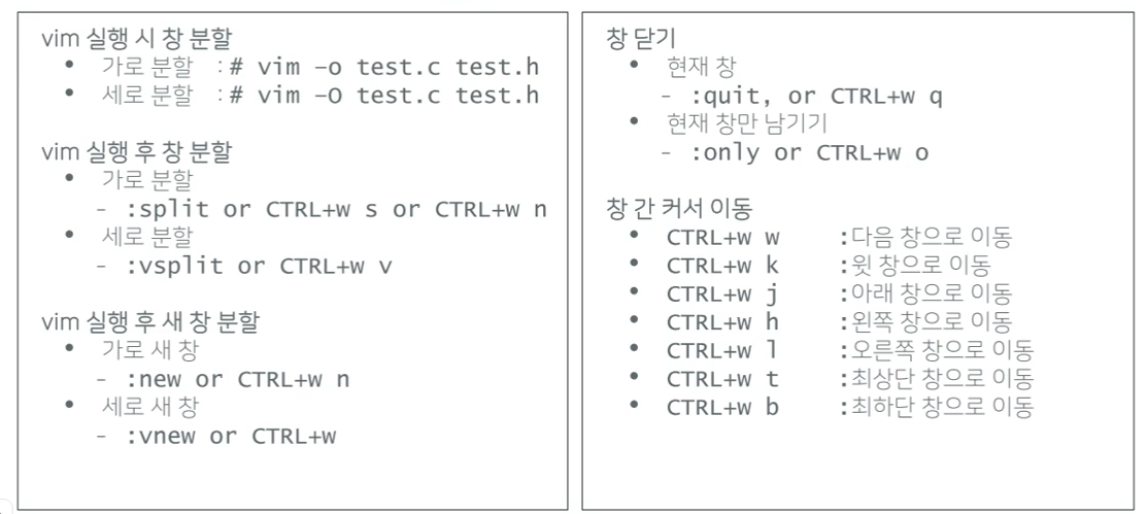 vim 실행 시 창 분할
• 가로 분할 : # vim -o test.c test.h
• 세로 분할 : # vim -O test.c test.h
vim 실행 후 창 분할
• 가로 분할
- :split or CTRL+w s or CTRL+w n
• 세로 분할
- :vsplit or CTRL+w v
vim 실행 후 새 창 분할
• 가로 새 창
- :new or CTRL+w n
• 세로 새 창
- :vnew or CTRL+w
창 닫기
• 현재 창
- :quit, or CTRL+w q
• 현재 창만 남기기
- :only or CTRL+w o
창 간 커서 이동
• CTRL+w w :다음 창으로 이동
• CTRL+w k :윗 창으로 이동
• CTRL+w j :아래 창으로 이동
• CTRL+w h :왼쪽 창으로 이동
• CTRL+w l :오른쪽 창으로 이동
• CTRL+w t :최상단 창으로 이동
• CTRL+w b :최하단 창으로 이동